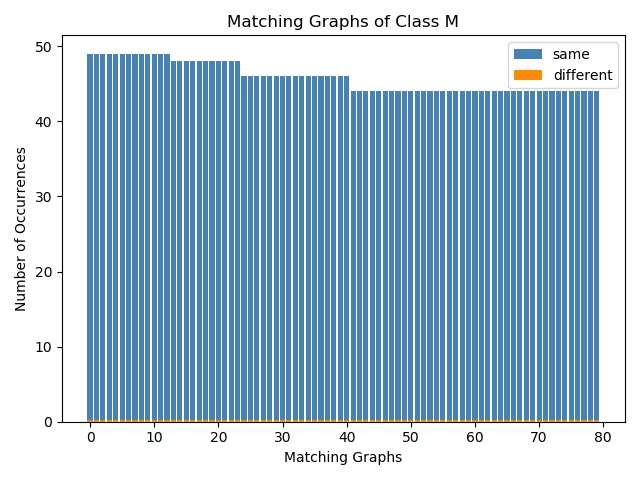 Matching Graphs of Class M
same
different
Number of Occurrences
50
40
30
20
10
0
0 10 20 30 40 50 60 70 80
Matching Graphs